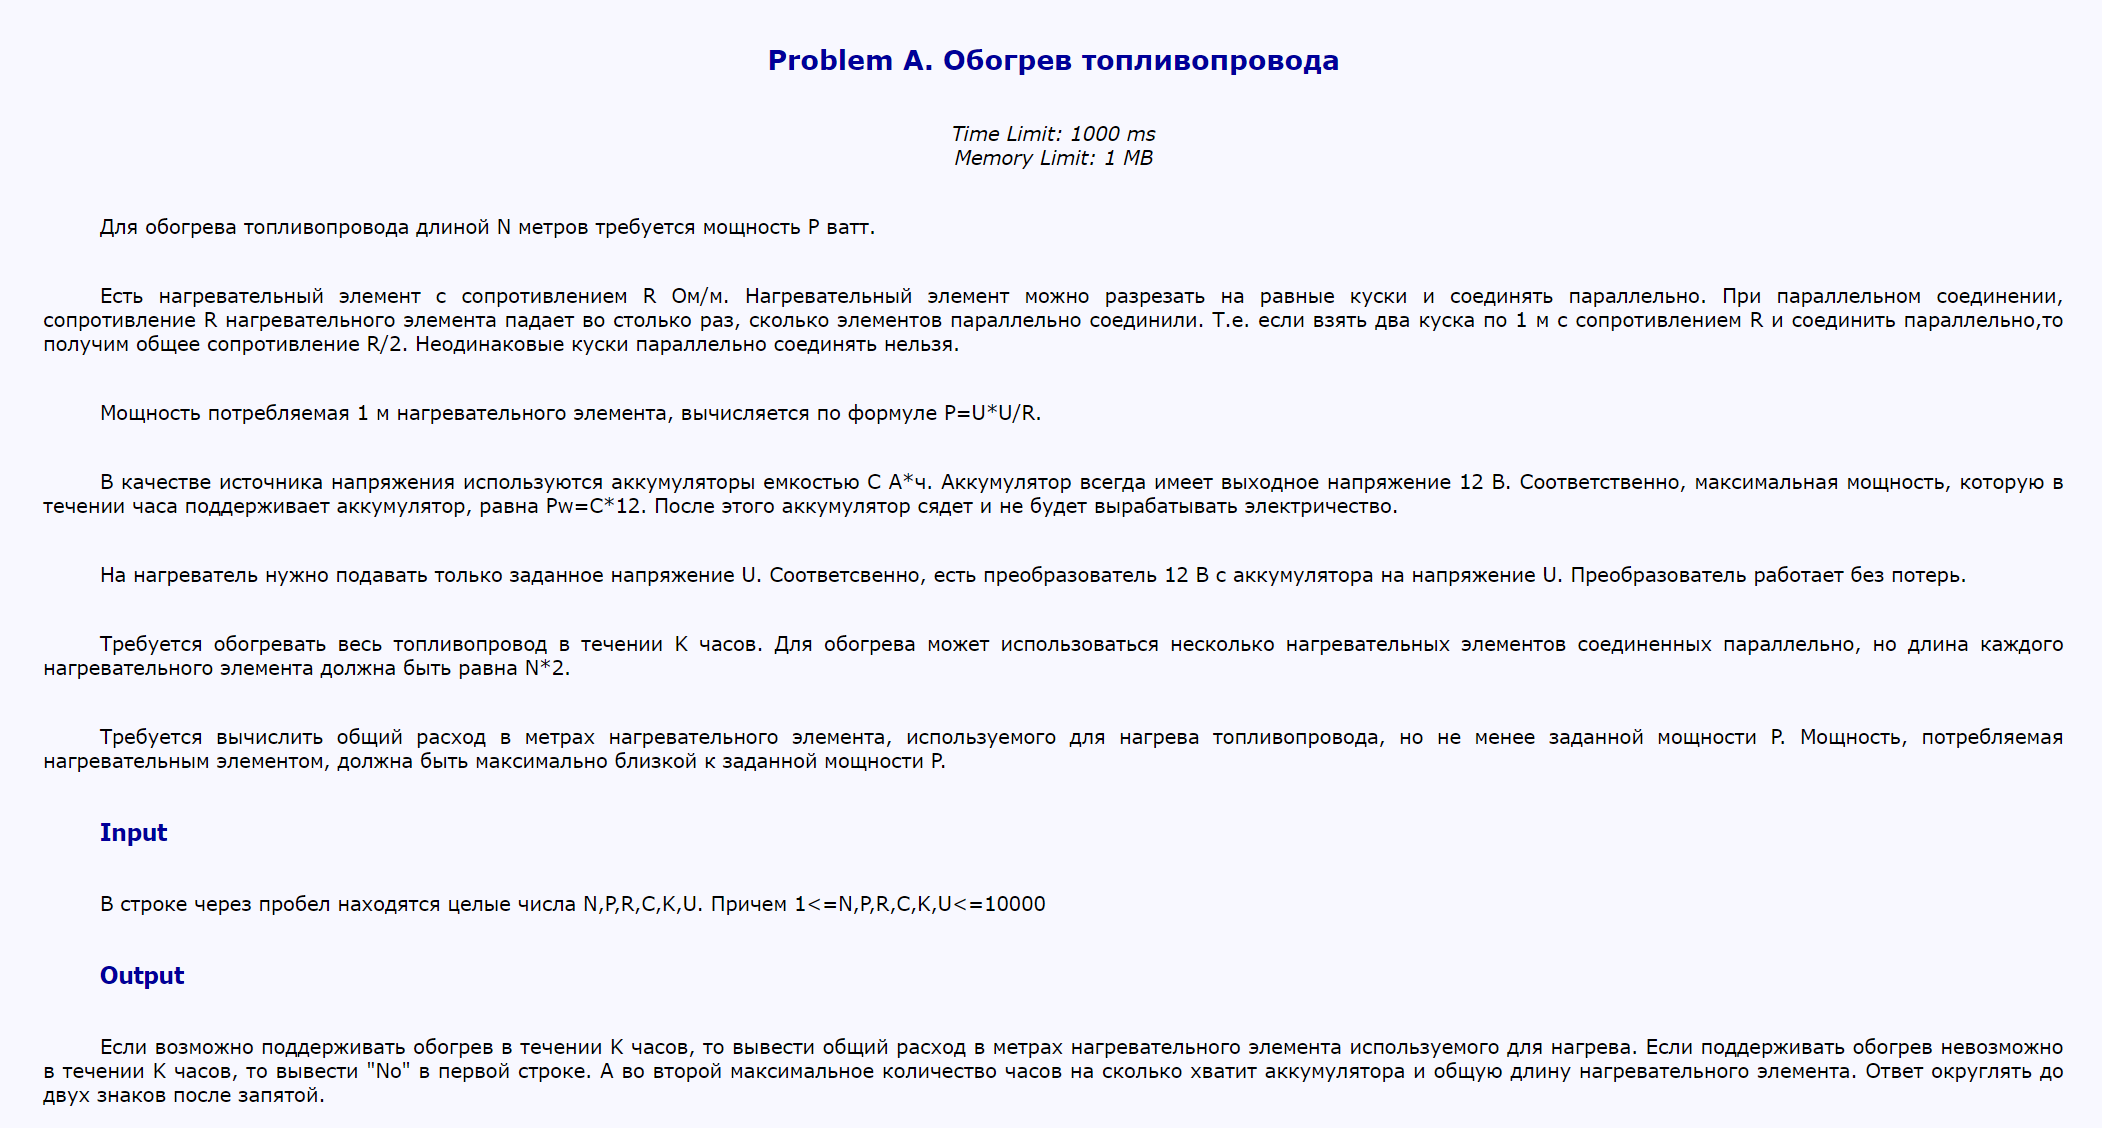 Problem A. Обогрев топливопровода
Time Limit: 1000 ms
Memory Limit: 1 MB
Для обогрева топливопровода длиной N метров требуется мощность P ватт.
Есть нагревательный элемент с сопротивлением R Ом/м. Нагревательный элемент можно разрезать на равные куски и соединять параллельно. При параллельном соединении,
сопротивление R нагревательного элемента падает во столько раз, сколько элементов параллельно соединили. Т.е. если взять два куска по 1 м с сопротивлением R и соединить параллельно,то
получим общее сопротивление R/2. Неодинаковые куски параллельно соединять нельзя.
Мощность потребляемая 1 м нагревательного элемента, вычисляется по формуле P=U*U/R.
В качестве источника напряжения используются аккумуляторы емкостью C А*ч. Аккумулятор всегда имеет выходное напряжение 12 В. Соответственно, максимальная мощность, которую в
течении часа поддерживает аккумулятор, равна Pw=C*12. После этого аккумулятор сядет и не будет вырабатывать электричество.
На нагреватель нужно подавать только заданное напряжение U. Соответсвенно, есть преобразователь 12 В с аккумулятора на напряжение U. Преобразователь работает без потерь.
Требуется обогревать весь топливопровод в течении K часов. Для обогрева может использоваться несколько нагревательных элементов соединенных параллельно, но длина каждого
нагревательного элемента должна быть равна N*2.
Требуется вычислить общий расход в метрах нагревательного элемента, используемого для нагрева топливопровода, но не менее заданной мощности P. Мощность, потребляемая
нагревательным элементом, должна быть максимально близкой к заданной мощности P.
Input
В строке через пробел находятся целые числа N,P,R,C,K,U. Причем 1<=N,P,R,C,K,U<=10000
Output
Если возможно поддерживать обогрев в течении K часов, то вывести общий расход в метрах нагревательного элемента используемого для нагрева. Если поддерживать обогрев невозможно
в течении K часов, то вывести "No" в первой строке. А во второй максимальное количество часов на сколько хватит аккумулятора и общую длину нагревательного элемента. Ответ округлять до
двух знаков после запятой.